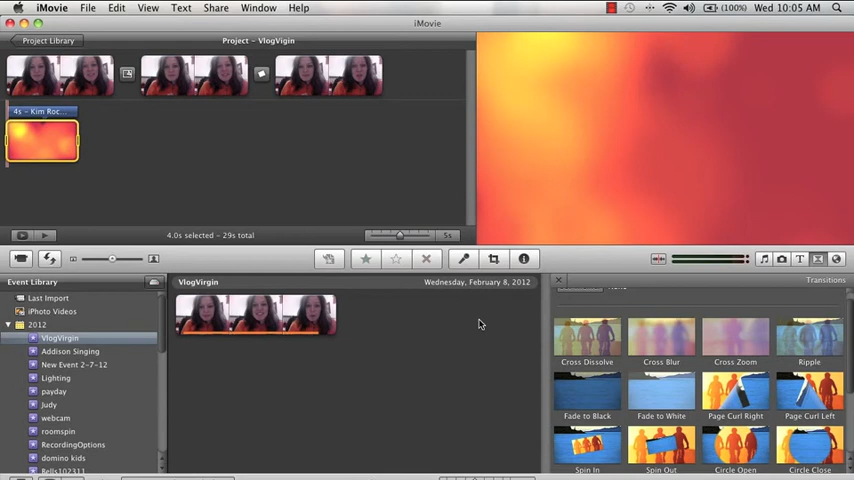 iMovie File Edit View Text Share Window Help
(100%) Wed 10:05 AM
iMovie
Project Library
Project - VlogVigin
4s - Kim Roc...
4.0s selected - 29s total
5s
Event Library
VlogVirgin
Wednesday, February 8, 2012
Transitions
Last Import
iPhoto Videos
2012
VlogVirgin
Addison Singing
New Event 2-7-12
Lighting
payday
Judy
webcam
roomspin
RecordingOptions
domino kids
Bells102311
Cross Dissolve
Cross Blur
Cross Zoom
Ripple
Fade to Black
Fade to White
Page Curl Right
Page Curl Left
Spin In
Spin Out
Circle Open
Circle Close